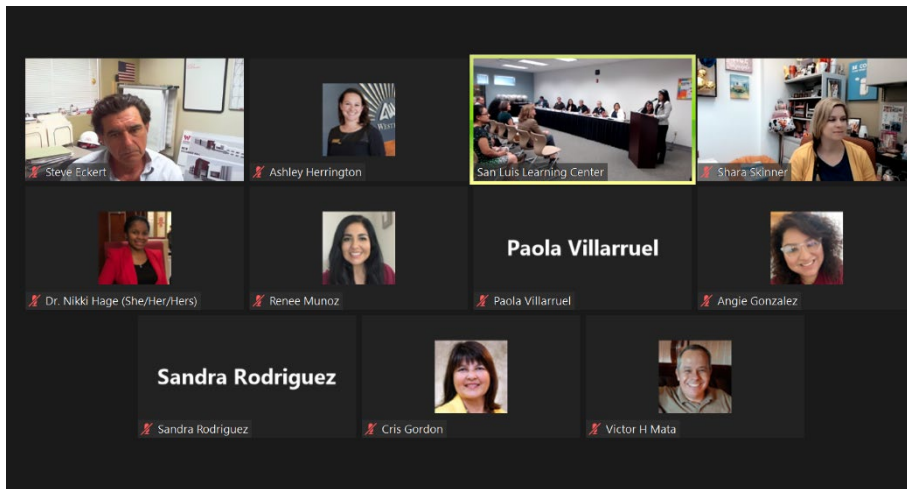 Steve Eckert
Ashley Herrington
San Luis Learning Center
Shara Skinner
Dr. Nikki Hage (She/Her/Hers)
Renee Munoz
Paola Villarruel
Paola Villarruel
Angie Gonzalez
Sandra Rodriguez
Sandra Rodriguez
Cris Gordon
Victor H Mata